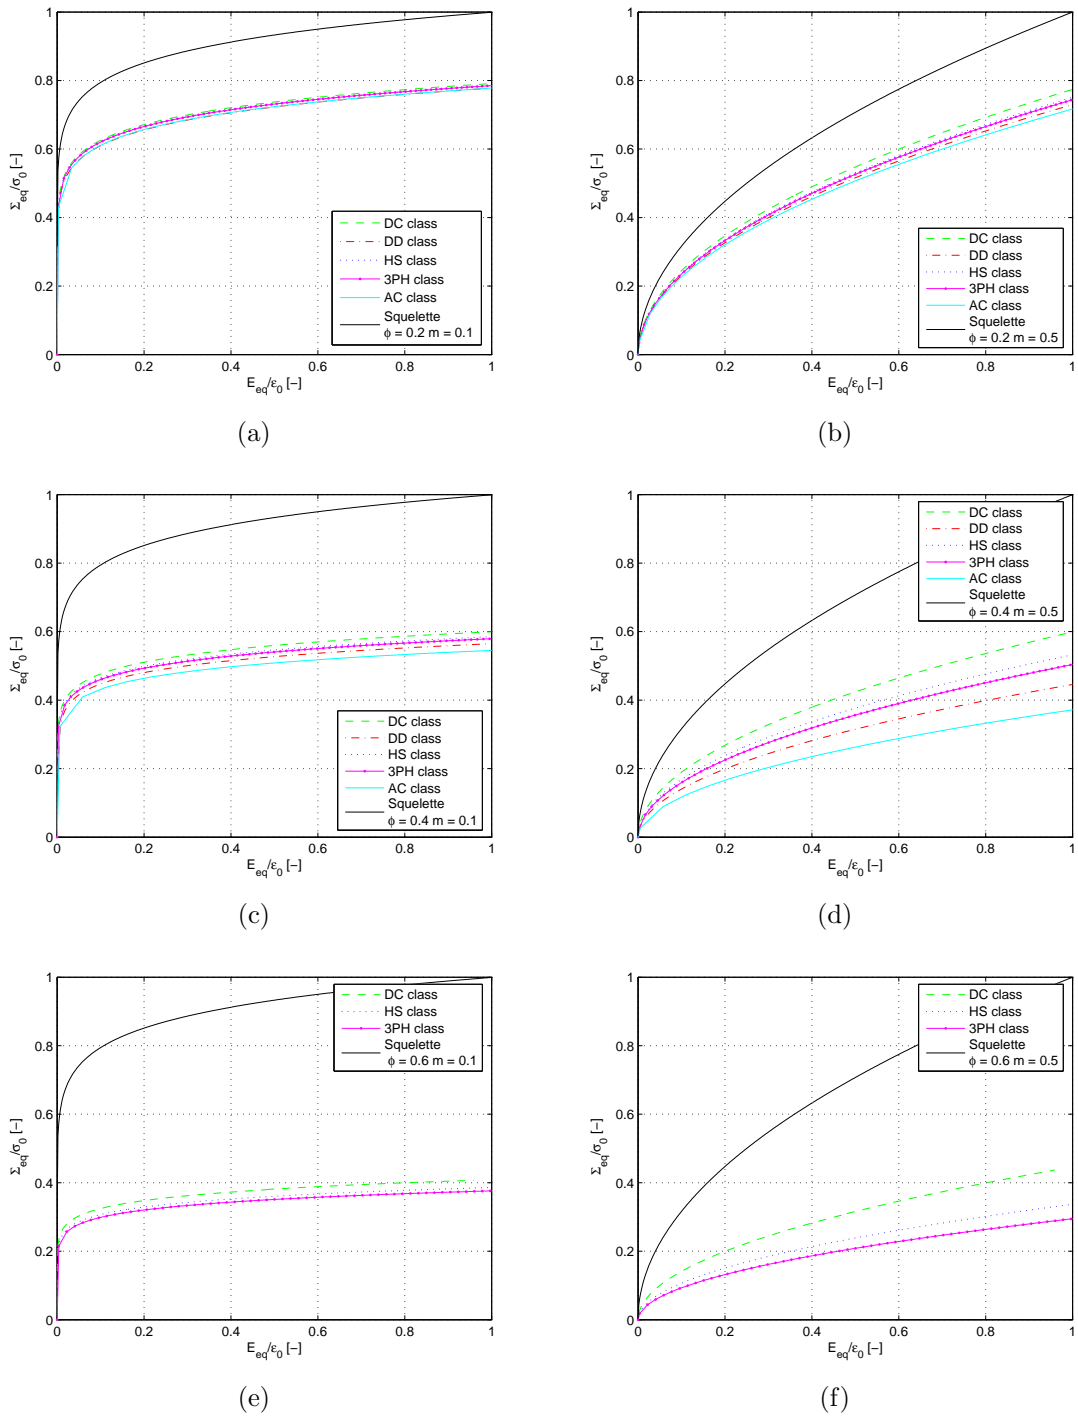 1
0.8
0.6
0.4
0.2
0
Σeq/σ0 [−]
DC class
DD class
HS class
3PH class
AC class
Squelette
ϕ = 0.2 m = 0.1
0 0.2 0.4 0.6 0.8 1
Eeq/ε0 [−]
(a)
1
0.8
0.6
0.4
0.2
0
Σeq/σ0 [−]
DC class
DD class
HS class
3PH class
AC class
Squelette
ϕ = 0.2 m = 0.5
0 0.2 0.4 0.6 0.8 1
Eeq/ε0 [−]
(b)
1
0.8
0.6
0.4
0.2
0
Σeq/σ0 [−]
DC class
DD class
HS class
3PH class
AC class
Squelette
ϕ = 0.4 m = 0.1
0 0.2 0.4 0.6 0.8 1
Eeq/ε0 [−]
(c)
1
0.8
0.6
0.4
0.2
0
Σeq/σ0 [−]
DC class
DD class
HS class
3PH class
AC class
Squelette
ϕ = 0.4 m = 0.5
0 0.2 0.4 0.6 0.8 1
Eeq/ε0 [−]
(d)
1
0.8
0.6
0.4
0.2
0
Σeq/σ0 [−]
DC class
HS class
3PH class
Squelette
ϕ = 0.6 m = 0.1
0 0.2 0.4 0.6 0.8 1
Eeq/ε0 [−]
(e)
1
0.8
0.6
0.4
0.2
0
Σeq/σ0 [−]
DC class
HS class
3PH class
Squelette
ϕ = 0.6 m = 0.5
0 0.2 0.4 0.6 0.8 1
Eeq/ε0 [−]
(f)